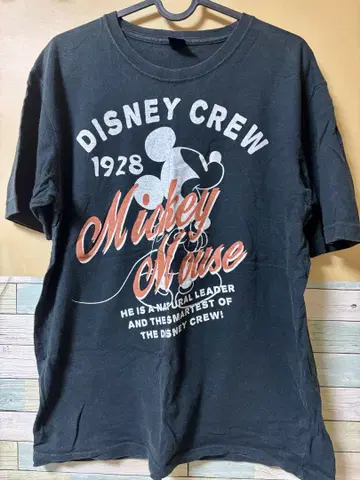 DISNEY CREW
1928
Mickey
Mouse
HE IS A NATURAL LEADER
AND THE SMARTEST OF
THE DISNEY CREW!